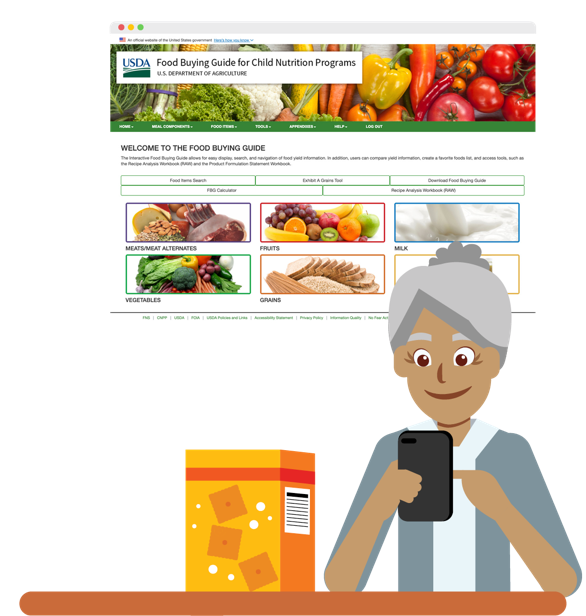 An official website of the United States government Here's how you know
USDA Food Buying Guide for Child Nutrition Programs
U.S. DEPARTMENT OF AGRICULTURE
HOME MEAL COMPONENTS FOOD ITEMS TOOLS APPENDIXES HELP LOG OUT
WELCOME TO THE FOOD BUYING GUIDE
The Interactive Food Buying Guide allows for easy display, search, and navigation of food yield information. In addition, users can compare yield information, create a favorite foods list, and access tools, such as
the Recipe Analysis Workbook (RAW) and the Product Formulation Statement Workbook.
Food Items Search Exhibit A Grains Tool Download Food Buying Guide
FBG Calculator Recipe Analysis Workbook (RAW)
MEATS/MEAT ALTERNATES FRUITS MILK
VEGETABLES GRAINS
FNS | CNPP | USDA | FOIA | USDA Policies and Links | Accessibility Statement | Privacy Policy | Information Quality | No Fear Act